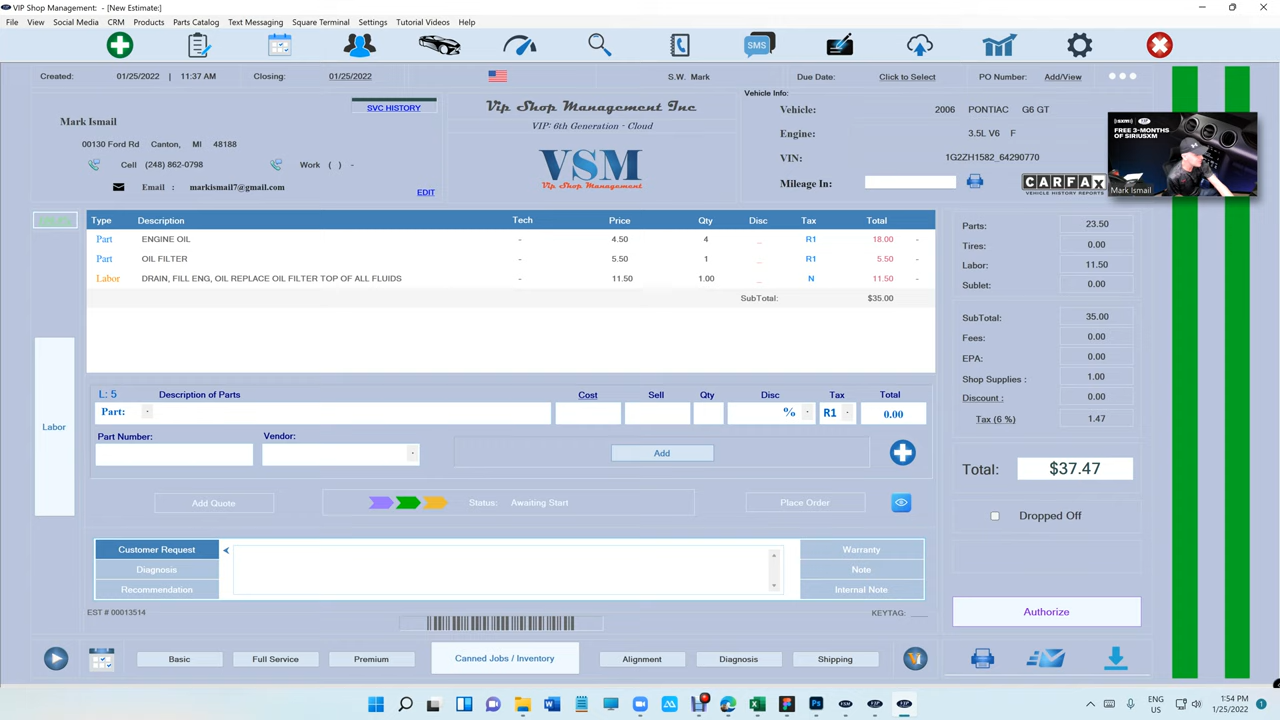 VIP Shop Management: - [New Estimate:]
File View Social Media CRM Products Parts Catalog Text Messaging Square Terminal Settings Tutorial Videos Help
SMS
Created: 01/25/2022 | 11:37 AM Closing: 01/25/2022 S.W. Mark Due Date: Click to Select PO Number: Add/View
SVC HISTORY
Mark Ismail
00130 Ford Rd Canton, MI 48188
Cell (248) 862-0798 Work ( ) -
Email : markismail7@gmail.com
EDIT
Vip Shop Management Inc
VIP: 6th Generation - Cloud
VSM
Vip Shop Management
Vehicle Info:
Vehicle: 2006 PONTIAC G6 GT
Engine: 3.5L V6 F
VIN: 1G2ZH1582_64290770
Mileage In:
CARFAX
VEHICLE HISTORY REPORTS
FREE 3-MONTHS
OF SIRIUSXM
Mark Ismail
Type Description Tech Price Qty Disc Tax Total
Part ENGINE OIL - 4.50 4 _ R1 18.00 -
Part OIL FILTER - 5.50 1 _ R1 5.50 -
Labor DRAIN, FILL ENG, OIL REPLACE OIL FILTER TOP OF ALL FLUIDS - 11.50 1.00 _ N 11.50 -
SubTotal: $35.00
Labor
L: 5 Description of Parts Cost Sell Qty Disc Tax Total
Part: % R1 0.00
Part Number: Vendor:
Add
Add Quote Status: Awaiting Start Place Order
Customer Request
Diagnosis
Recommendation
Warranty
Note
Internal Note
EST # 00013514 KEYTAG: ____
Parts: 23.50
Tires: 0.00
Labor: 11.50
Sublet: 0.00
SubTotal: 35.00
Fees: 0.00
EPA: 0.00
Shop Supplies : 1.00
Discount : 0.00
Tax (6 %) 1.47
Total: $37.47
Dropped Off
Authorize
Basic Full Service Premium Canned Jobs / Inventory Alignment Diagnosis Shipping
ENG
US
1:54 PM
1/25/2022